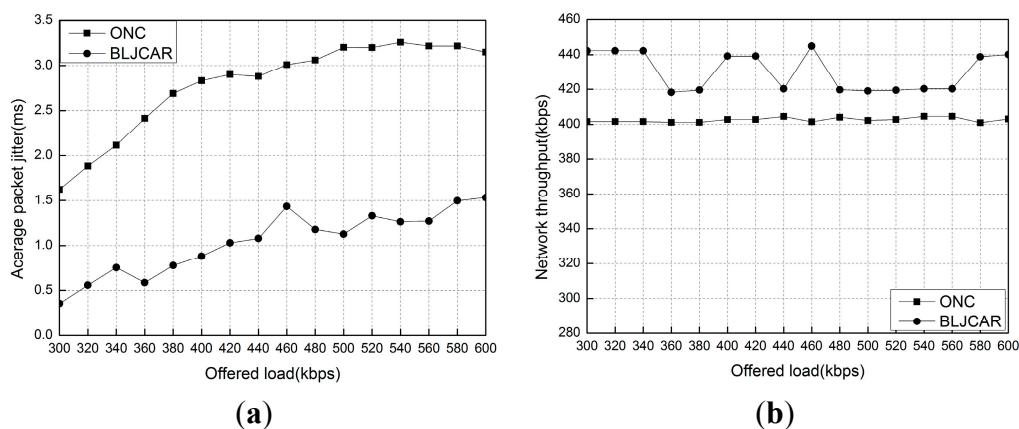 ONC
BLJCAR
Acerage packet jitter(ms)
3.5
3.0
2.5
2.0
1.5
1.0
0.5
0.0
300 320 340 360 380 400 420 440 460 480 500 520 540 560 580 600
Offered load(kbps)
(a)
Network throughput(kbps)
460
440
420
400
380
360
340
320
300
280
ONC
BLJCAR
300 320 340 360 380 400 420 440 460 480 500 520 540 560 580 600
Offered load(kbps)
(b)